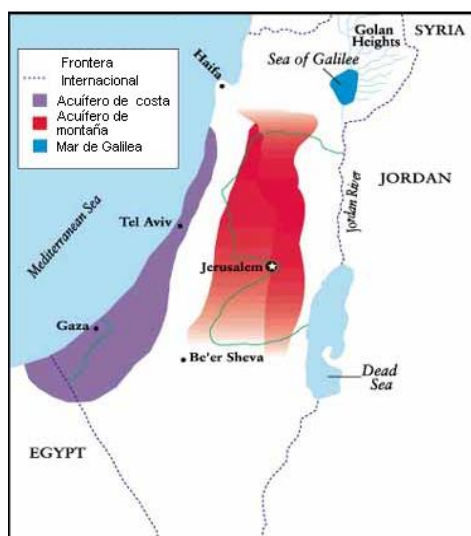 Golan
Heights
SYRIA
Sea of Galilee
Haifa
Frontera
Internacional
Acuífero de costa
Acuífero de
montaña
Mar de Galilea
JORDAN
Jordan River
Mediterranean Sea
Tel Aviv
Jerusalem
Gaza
Be'er Sheva
Dead
Sea
EGYPT